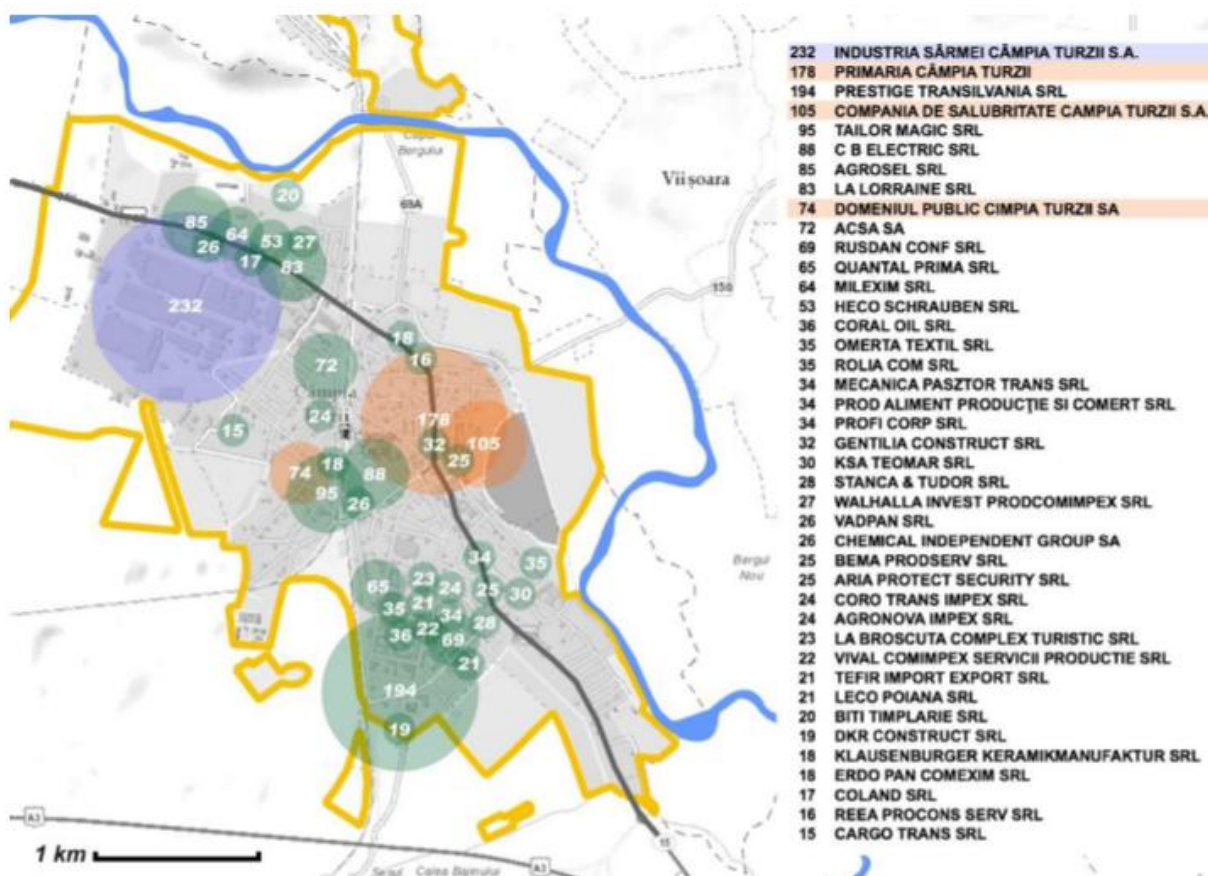 232 INDUSTRIA SÂRMEI CÂMPIA TURZII S.A.
178 PRIMARIA CÂMPIA TURZII
194 PRESTIGE TRANSILVANIA SRL
105 COMPANIA DE SALUBRITATE CAMPIA TURZII S.A.
95 TAILOR MAGIC SRL
88 C B ELECTRIC SRL
85 AGROSEL SRL
83 LA LORRAINE SRL
74 DOMENIUL PUBLIC CIMPIA TURZII SA
72 ACSA SA
69 RUSDAN CONF SRL
65 QUANTAL PRIMA SRL
64 MILEXIM SRL
53 HECO SCHRAUBEN SRL
36 CORAL OIL SRL
35 OMERTA TEXTIL SRL
35 ROLIA COM SRL
34 MECANICA PASZTOR TRANS SRL
34 PROD ALIMENT PRODUCŢIE SI COMERT SRL
34 PROFI CORP SRL
32 GENTILIA CONSTRUCT SRL
30 KSA TEOMAR SRL
28 STANCA & TUDOR SRL
27 WALHALLA INVEST PRODCOMIMPEX SRL
26 VADPAN SRL
26 CHEMICAL INDEPENDENT GROUP SA
25 BEMA PRODSERV SRL
25 ARIA PROTECT SECURITY SRL
24 CORO TRANS IMPEX SRL
24 AGRONOVA IMPEX SRL
23 LA BROSCUTA COMPLEX TURISTIC SRL
22 VIVAL COMIMPEX SERVICII PRODUCTIE SRL
21 TEFIR IMPORT EXPORT SRL
21 LECO POIANA SRL
20 BITI TIMPLARIE SRL
19 DKR CONSTRUCT SRL
18 KLAUSENBURGER KERAMIKMANUFAKTUR SRL
18 ERDO PAN COMEXIM SRL
17 COLAND SRL
16 REEA PROCONS SERV SRL
15 CARGO TRANS SRL
Bergului
Viișoara
20
68A
85
64
53
27
26
17
83
150
232
18
16
72
24
15
178
32
105
25
74
18
88
95
26
Bergul
Nou
34
35
65
23
24
25
30
35
21
34
28
36
22
69
21
194
19
A3
15
A3
1 km